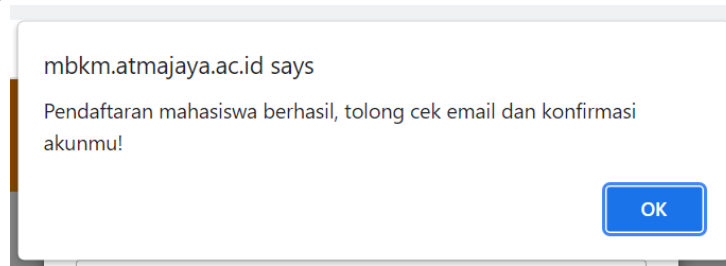 mbkm.atmajaya.ac.id says
Pendaftaran mahasiswa berhasil, tolong cek email dan konfirmasi
akunmu!
OK